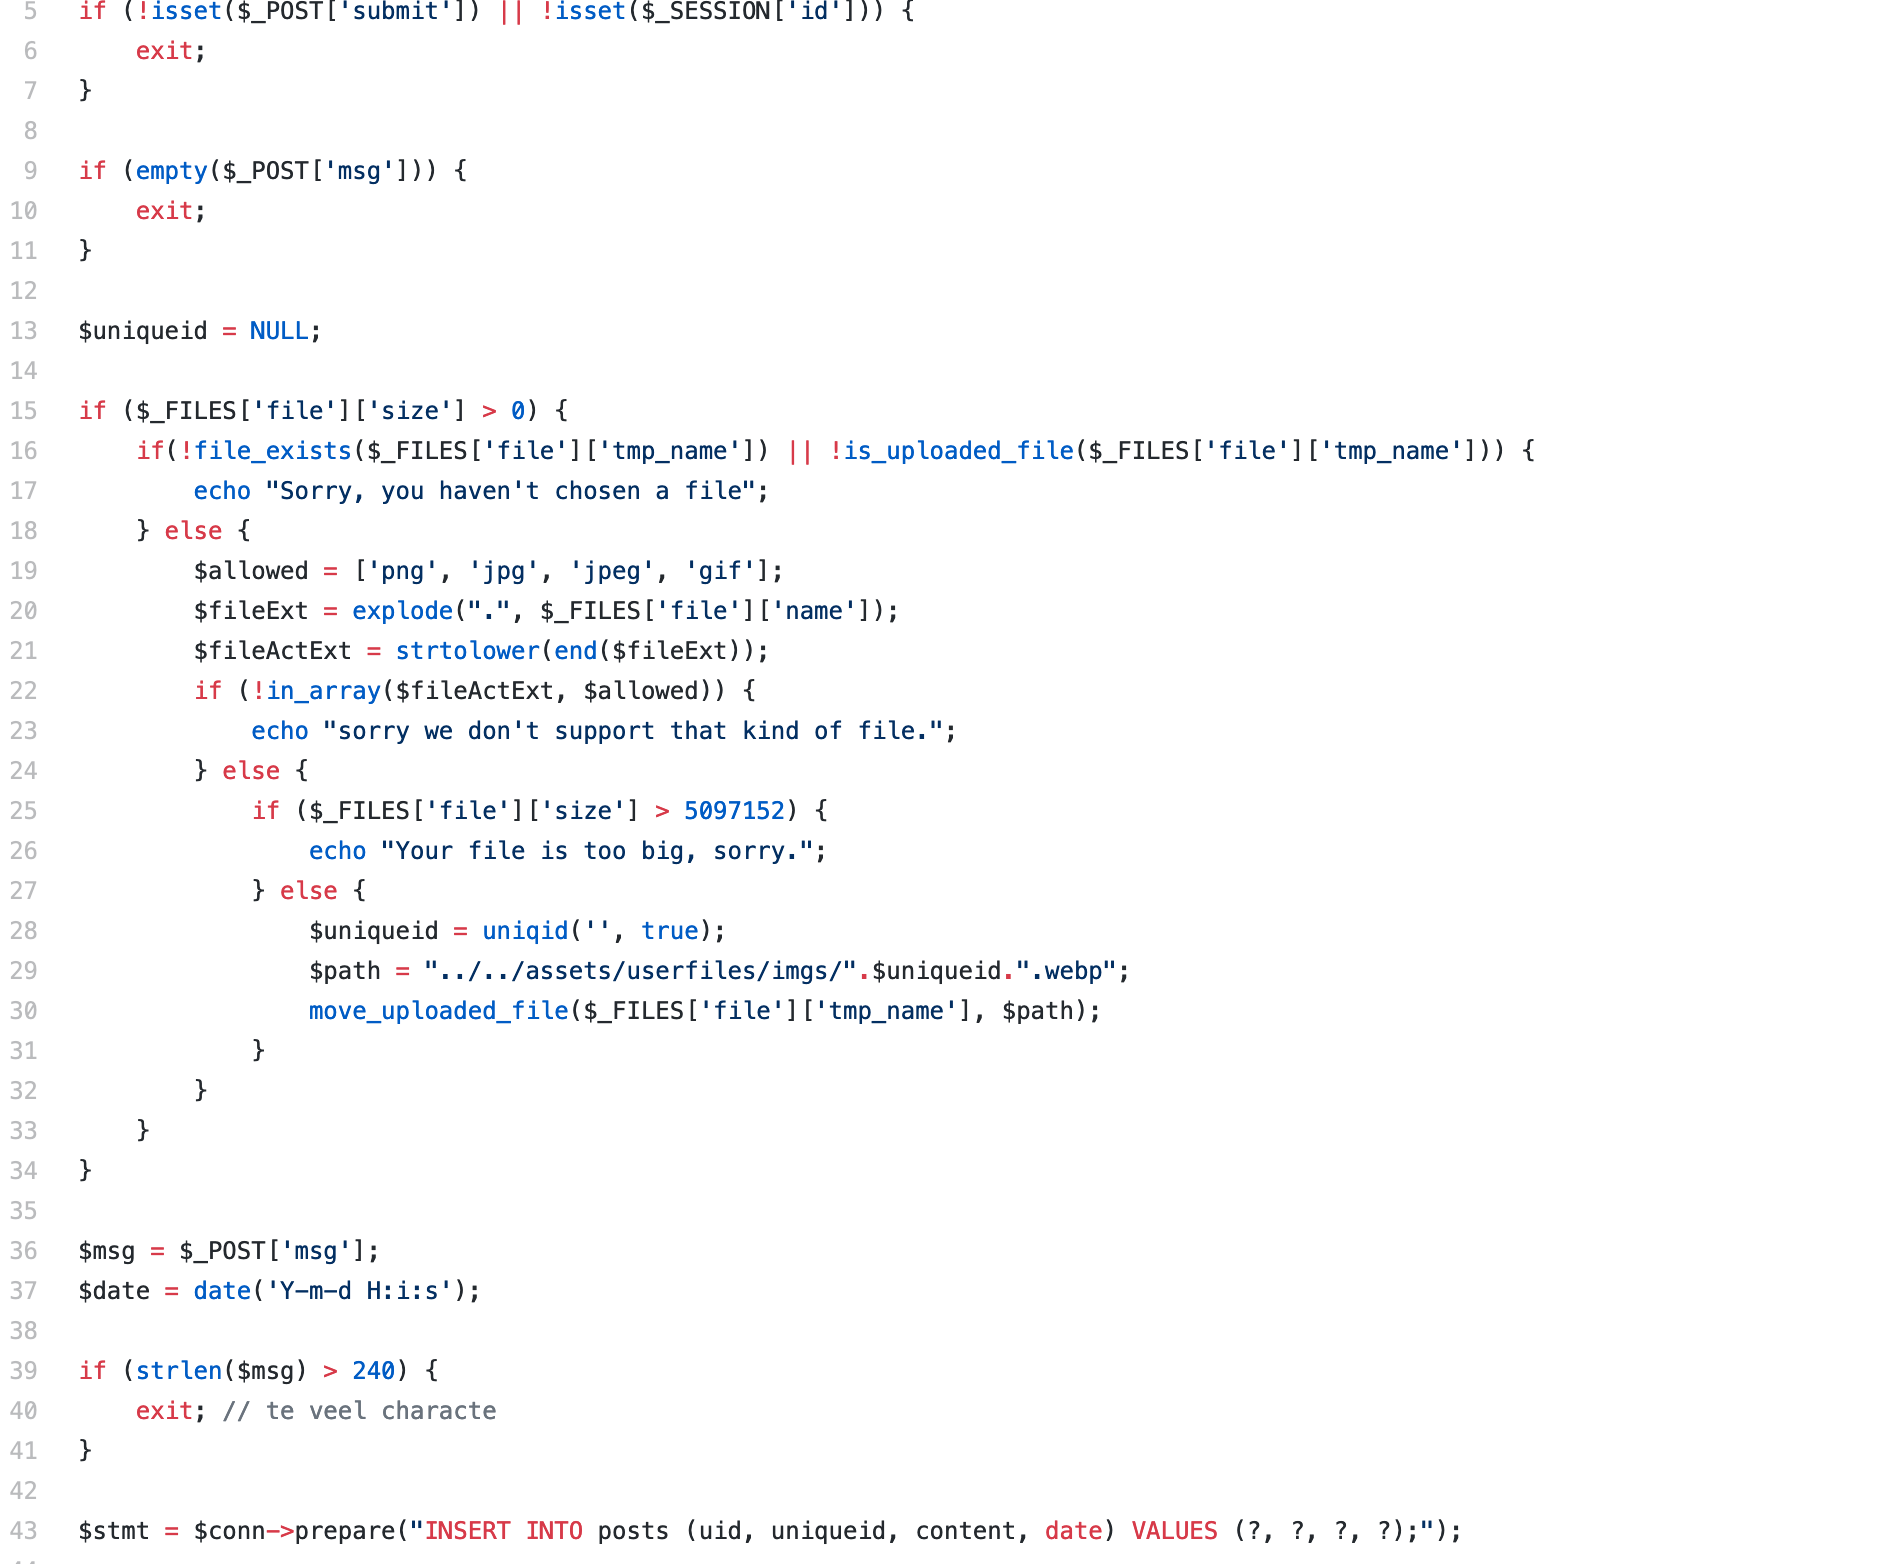 5 if (!isset($_POST['submit']) || !isset($_SESSION['id'])) {
6     exit;
7 }
8
9 if (empty($_POST['msg'])) {
10     exit;
11 }
12
13 $uniqueid = NULL;
14
15 if ($_FILES['file']['size'] > 0) {
16     if(!file_exists($_FILES['file']['tmp_name']) || !is_uploaded_file($_FILES['file']['tmp_name'])) {
17         echo "Sorry, you haven't chosen a file";
18     } else {
19         $allowed = ['png', 'jpg', 'jpeg', 'gif'];
20         $fileExt = explode(".", $_FILES['file']['name']);
21         $fileActExt = strtolower(end($fileExt));
22         if (!in_array($fileActExt, $allowed)) {
23             echo "sorry we don't support that kind of file.";
24         } else {
25             if ($_FILES['file']['size'] > 5097152) {
26                 echo "Your file is too big, sorry.";
27             } else {
28                 $uniqueid = uniqid('', true);
29                 $path = "../../assets/userfiles/imgs/".$uniqueid.".webp";
30                 move_uploaded_file($_FILES['file']['tmp_name'], $path);
31             }
32         }
33     }
34 }
35
36 $msg = $_POST['msg'];
37 $date = date('Y-m-d H:i:s');
38
39 if (strlen($msg) > 240) {
40     exit; // te veel characte
41 }
42
43 $stmt = $conn->prepare("INSERT INTO posts (uid, uniqueid, content, date) VALUES (?, ?, ?, ?);");